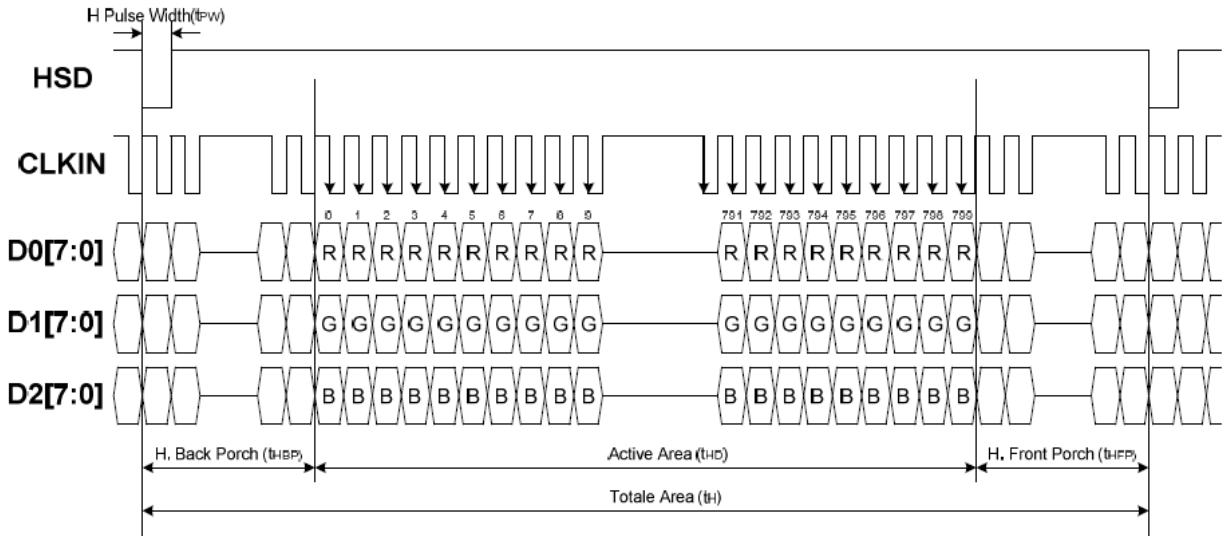 H Pulse Width(tPW)
HSD
CLKIN
0 1 2 3 4 5 6 7 8 9 791 792 793 794 795 796 797 798 799
D0[7:0] R R R R R R R R R R R R R R R R R R R
D1[7:0] G G G G G G G G G G G G G G G G G G G
D2[7:0] B B B B B B B B B B B B B B B B B B B
H. Back Porch (tHBP) Active Area (tHD) H. Front Porch (tHFP)
Totale Area (tH)